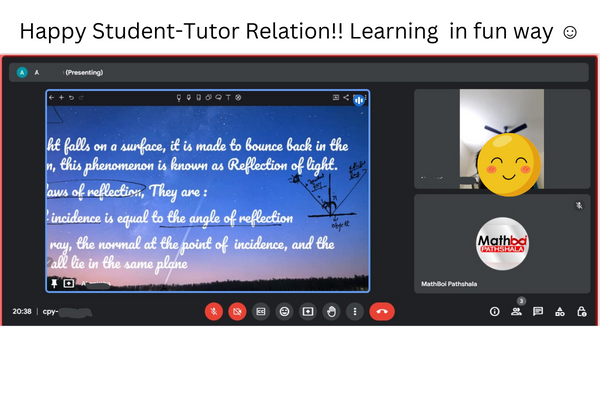 Happy Student-Tutor Relation!! Learning in fun way ☺
A A (Presenting)
ht falls on a surface, it is made to bounce back in the
n, this phenomenon is known as Reflection of light.
aws of reflection, They are :
incidence is equal to the angle of reflection
ray, the normal at the point of incidence, and the
all lie in the same plane
object
Mathboi
PATHSHALA
MathBoi Pathshala
20:38 | cpy-
3